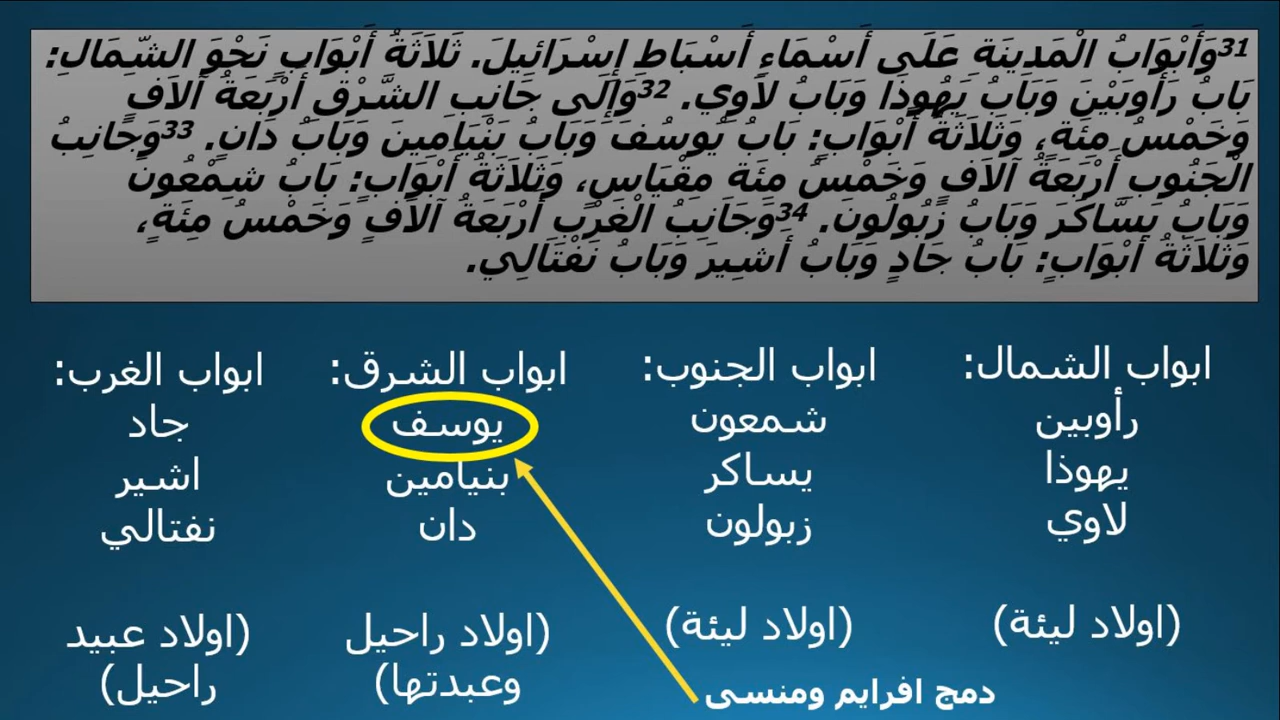 31وَأَبْوَابُ الْمَدِينَةِ عَلَى أَسْمَاءِ أَسْبَاطِ إِسْرَائِيلَ. ثَلاَثَةُ أَبْوَابٍ نَحْوَ الشِّمَالِ:
بَابُ رَأُوبَيْنَ وَبَابُ يَهُوذَا وَبَابُ لاَوِي. 32وَإِلَى جَانِبِ الشَّرْقِ أَرْبَعَةُ آلاَفٍ
وَخَمْسُ مِئَةٍ، وَثَلاَثَةُ أَبْوَابٍ: بَابُ يُوسُفَ وَبَابُ بَنْيَامِينَ وَبَابُ دَانٍ. 33وَجَانِبُ
الْجَنُوبِ أَرْبَعَةُ آلاَفٍ وَخَمْسُ مِئَةِ مِقْيَاسٍ، وَثَلاَثَةُ أَبْوَابٍ: بَابُ شِمْعُونَ
وَبَابُ يَسَّاكَرَ وَبَابُ زَبُولُونَ. 34وَجَانِبُ الْغَرْبِ أَرْبَعَةُ آلاَفٍ وَخَمْسُ مِئَةٍ،
وَثَلاَثَةُ أَبْوَابٍ: بَابُ جَادٍ وَبَابُ أَشِيرَ وَبَابُ نَفْتَالِي.
ابواب الشمال:
رأوبين
يهوذا
لاوي
(اولاد ليئة)
ابواب الجنوب:
شمعون
يساكر
زبولون
(اولاد ليئة)
ابواب الشرق:
يوسف
بنيامين
دان
(اولاد راحيل
وعبدتها)
ابواب الغرب:
جاد
اشير
نفتالي
(اولاد عبيد
راحيل)
دمج افرايم ومنسى